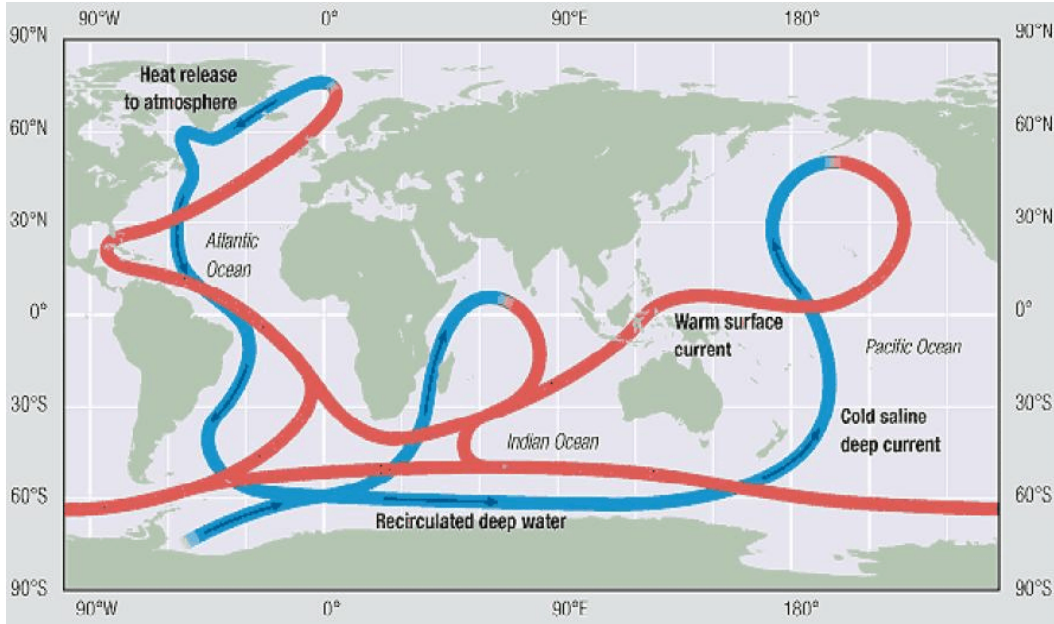 90°W 0° 90°E 180°
90°N 90°N
Heat release
to atmosphere
60°N 60°N
30°N 30°N
Atlantic
Ocean
0° 0°
Warm surface
current
Pacific Ocean
30°S 30°S
Cold saline
deep current
Indian Ocean
60°S 60°S
Recirculated deep water
90°S 90°S
90°W 0° 90°E 180°